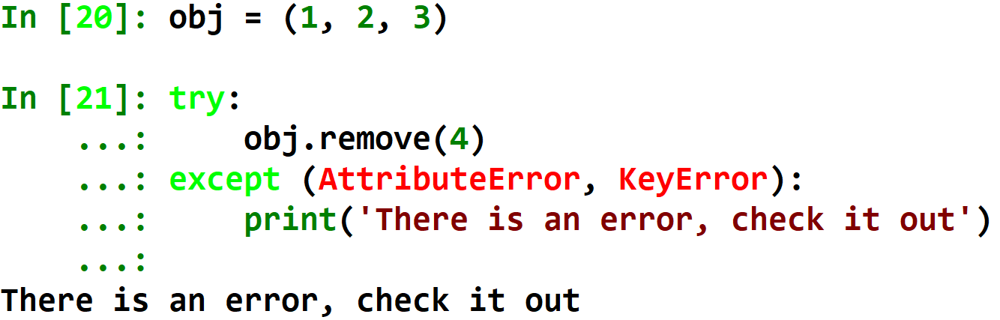 In [20]: obj = (1, 2, 3)
In [21]: try:
    ...:     obj.remove(4)
    ...: except (AttributeError, KeyError):
    ...:     print('There is an error, check it out')
    ...:
There is an error, check it out